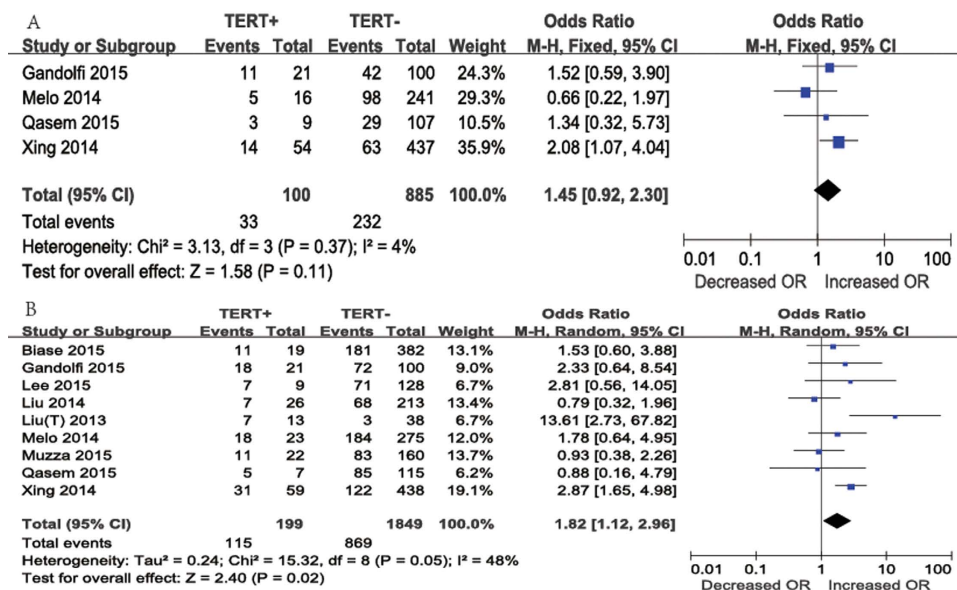 A
TERT+ TERT- Odds Ratio Odds Ratio
Study or Subgroup Events Total Events Total Weight M-H, Fixed, 95% CI M-H, Fixed, 95% CI
Gandolfi 2015 11 21 42 100 24.3% 1.52 [0.59, 3.90]
Melo 2014 5 16 98 241 29.3% 0.66 [0.22, 1.97]
Qasem 2015 3 9 29 107 10.5% 1.34 [0.32, 5.73]
Xing 2014 14 54 63 437 35.9% 2.08 [1.07, 4.04]
Total (95% CI) 100 885 100.0% 1.45 [0.92, 2.30]
Total events 33 232
Heterogeneity: Chi² = 3.13, df = 3 (P = 0.37); I² = 4%
Test for overall effect: Z = 1.58 (P = 0.11)
0.01 0.1 1 10 100
Decreased OR Increased OR
B
TERT+ TERT- Odds Ratio Odds Ratio
Study or Subgroup Events Total Events Total Weight M-H, Random, 95% CI M-H, Random, 95% CI
Biase 2015 11 19 181 382 13.1% 1.53 [0.60, 3.88]
Gandolfi 2015 18 21 72 100 9.0% 2.33 [0.64, 8.54]
Lee 2015 7 9 71 128 6.7% 2.81 [0.56, 14.05]
Liu 2014 7 26 68 213 13.4% 0.79 [0.32, 1.96]
Liu(T) 2013 7 13 3 38 6.7% 13.61 [2.73, 67.82]
Melo 2014 18 23 184 275 12.0% 1.78 [0.64, 4.95]
Muzza 2015 11 22 83 160 13.7% 0.93 [0.38, 2.26]
Qasem 2015 5 7 85 115 6.2% 0.88 [0.16, 4.79]
Xing 2014 31 59 122 438 19.1% 2.87 [1.65, 4.98]
Total (95% CI) 199 1849 100.0% 1.82 [1.12, 2.96]
Total events 115 869
Heterogeneity: Tau² = 0.24; Chi² = 15.32, df = 8 (P = 0.05); I² = 48%
Test for overall effect: Z = 2.40 (P = 0.02)
0.01 0.1 1 10 100
Decreased OR Increased OR